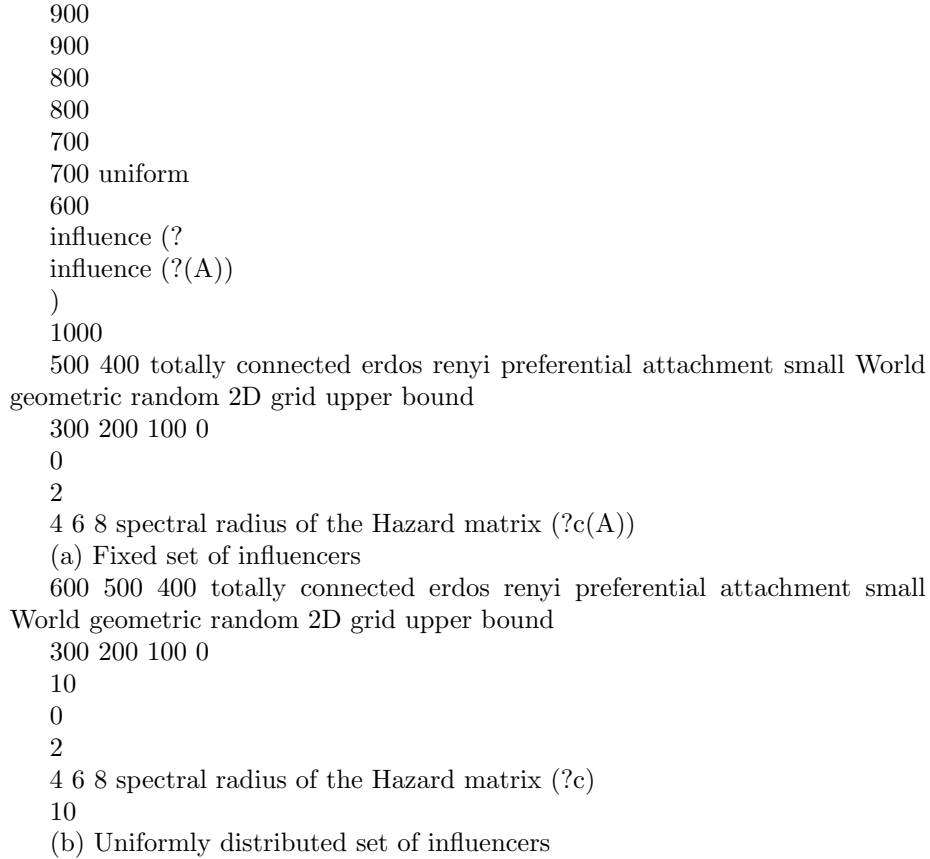 900
900
800
800
700
700 uniform
600
influence (?
influence (?(A))
)
1000
500 400 totally connected erdos renyi preferential attachment small World
geometric random 2D grid upper bound
300 200 100 0
0
2
4 6 8 spectral radius of the Hazard matrix (?c(A))
(a) Fixed set of influencers
600 500 400 totally connected erdos renyi preferential attachment small
World geometric random 2D grid upper bound
300 200 100 0
10
0
2
4 6 8 spectral radius of the Hazard matrix (?c)
10
(b) Uniformly distributed set of influencers